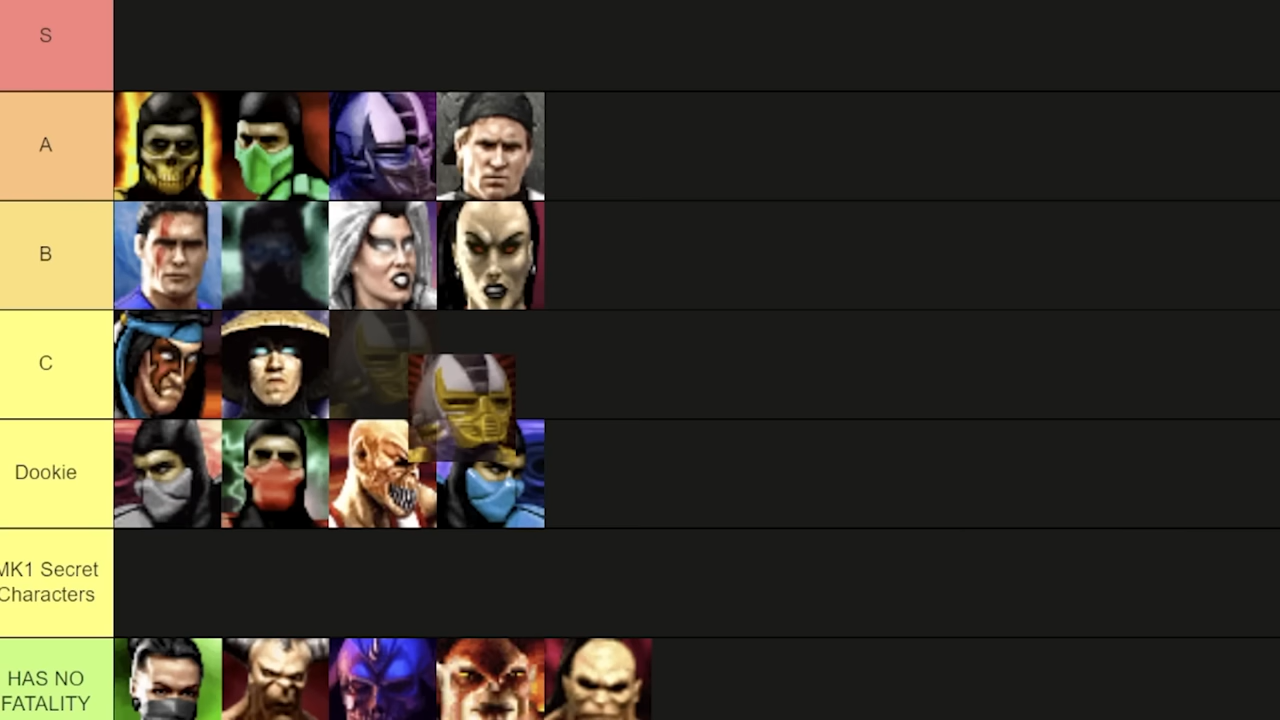 S
A
B
C
Dookie
MK1 Secret
Characters
HAS NO
FATALITY